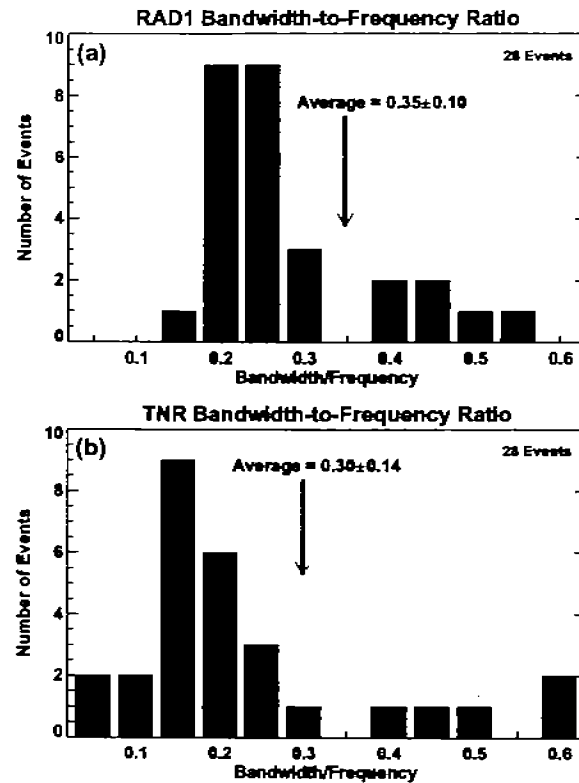 RAD1 Bandwidth-to-Frequency Ratio
10
(a)
28 Events
8
Average = 0.35±0.10
6
4
2
0
Number of Events
0.1 0.2 0.3 0.4 0.5 0.6
Bandwidth/Frequency
TNR Bandwidth-to-Frequency Ratio
10
(b)
28 Events
Average = 0.30±0.14
8
6
4
2
0
Number of Events
0.1 0.2 0.3 0.4 0.5 0.6
Bandwidth/Frequency